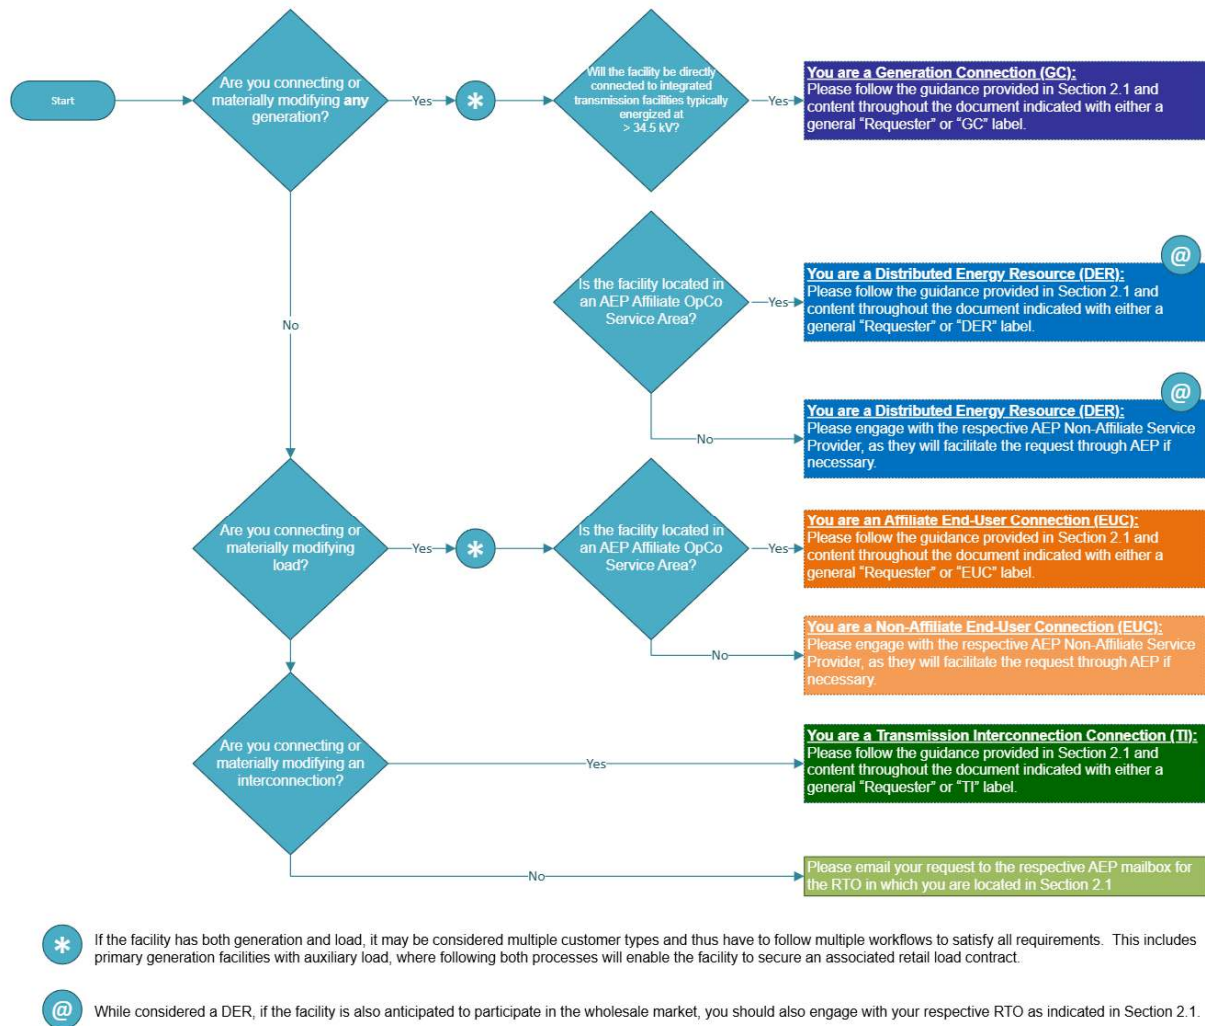 Start
Are you connecting or
materially modifying any
generation?
Yes
*
Will the facility be directly
connected to integrated
transmission facilities typically
energized at
> 34.5 kV?
Yes
You are a Generation Connection (GC):
Please follow the guidance provided in Section 2.1 and
content throughout the document indicated with either a
general “Requester” or “GC” label.
No
Is the facility located in
an AEP Affiliate OpCo
Service Area?
Yes
@
You are a Distributed Energy Resource (DER):
Please follow the guidance provided in Section 2.1 and
content throughout the document indicated with either a
general “Requester” or “DER” label.
No
@
You are a Distributed Energy Resource (DER):
Please engage with the respective AEP Non-Affiliate Service
Provider, as they will facilitate the request through AEP if
necessary.
Are you connecting or
materially modifying
load?
Yes
*
Is the facility located in
an AEP Affiliate OpCo
Service Area?
Yes
You are an Affiliate End-User Connection (EUC):
Please follow the guidance provided in Section 2.1 and
content throughout the document indicated with either a
general “Requester” or “EUC” label.
No
You are a Non-Affiliate End-User Connection (EUC):
Please engage with the respective AEP Non-Affiliate Service
Provider, as they will facilitate the request through AEP if
necessary.
Are you connecting or
materially modifying an
interconnection?
Yes
You are a Transmission Interconnection Connection (TI):
Please follow the guidance provided in Section 2.1 and
content throughout the document indicated with either a
general “Requester” or “TI” label.
No
Please email your request to the respective AEP mailbox for
the RTO in which you are located in Section 2.1
* If the facility has both generation and load, it may be considered multiple customer types and thus have to follow multiple workflows to satisfy all requirements. This includes
primary generation facilities with auxiliary load, where following both processes will enable the facility to secure an associated retail load contract.
@ While considered a DER, if the facility is also anticipated to participate in the wholesale market, you should also engage with your respective RTO as indicated in Section 2.1.